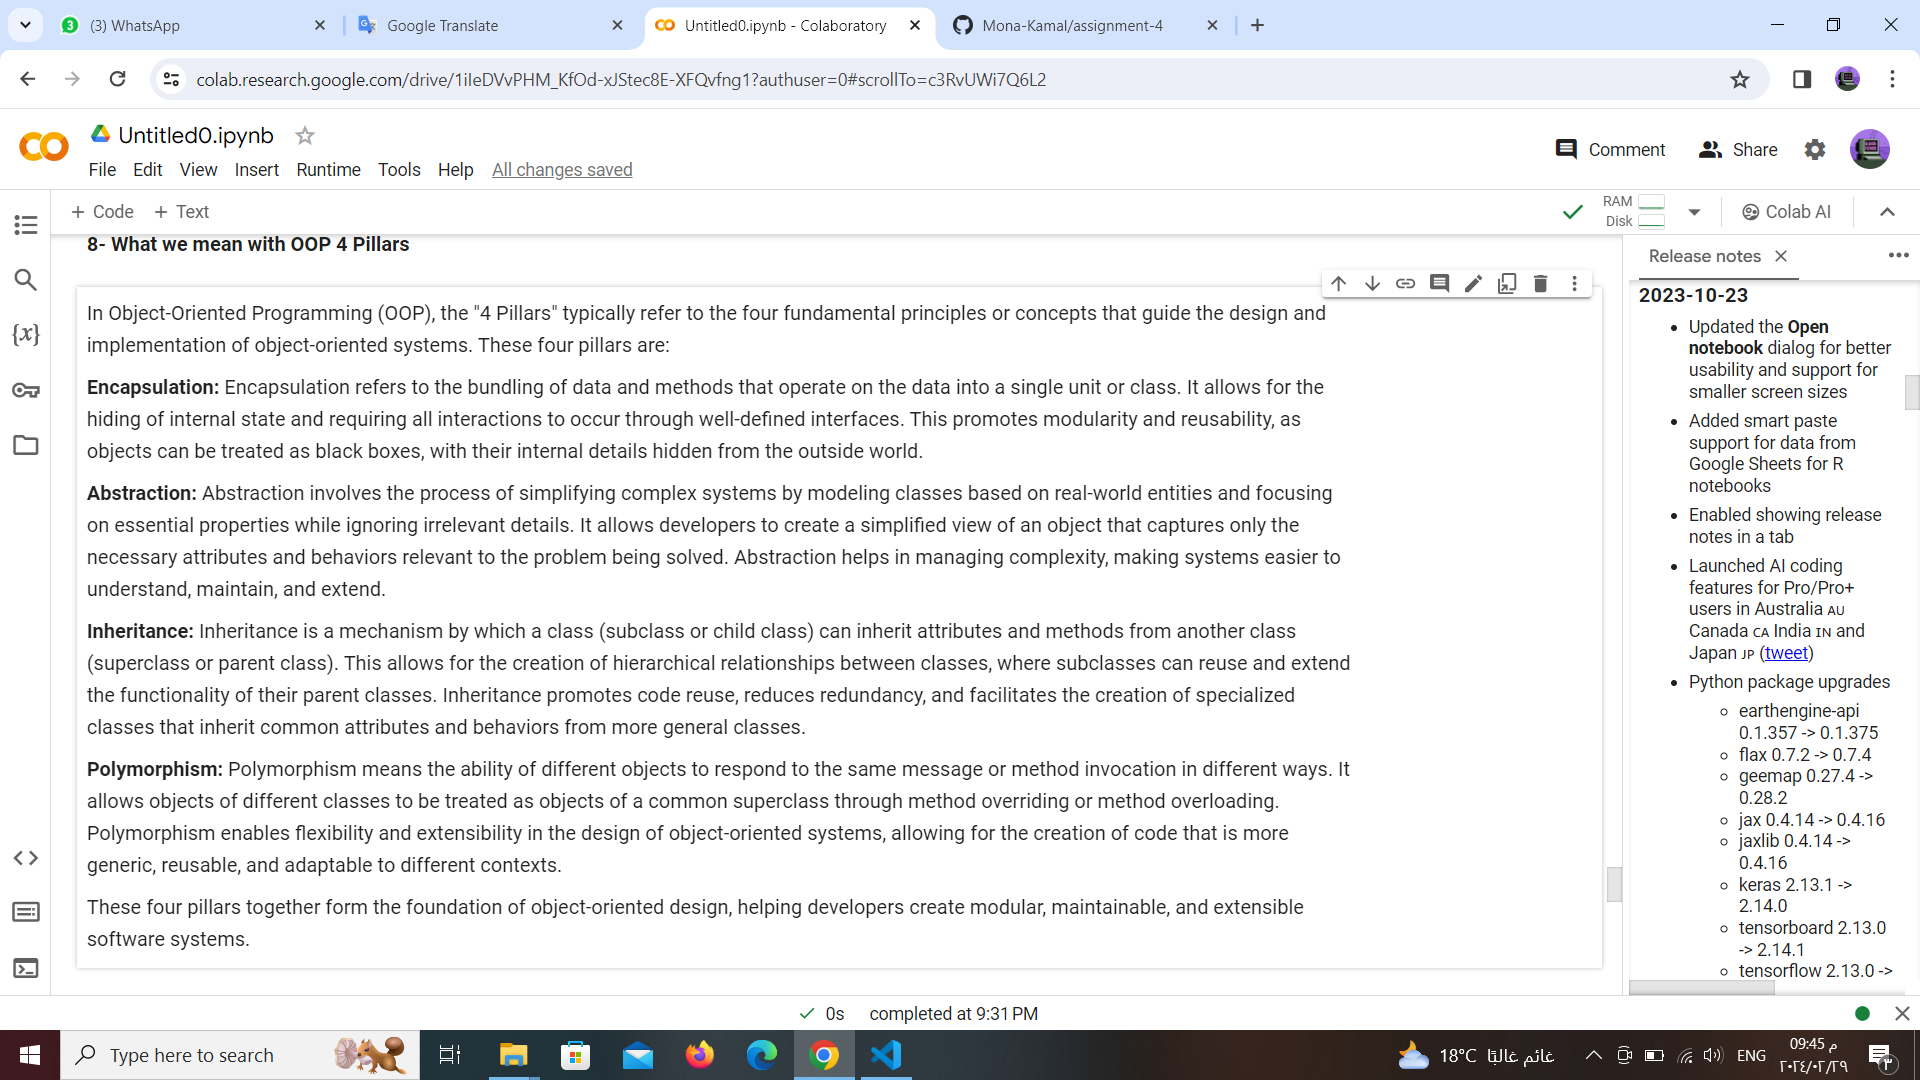 (3) WhatsApp
Google Translate
Untitled0.ipynb - Colaboratory
Mona-Kamal/assignment-4
colab.research.google.com/drive/1iIeDVvPHM_KfOd-xJStec8E-XFQvfng1?authuser=0#scrollTo=c3RvUWi7Q6L2
Untitled0.ipynb
Comment
Share
File Edit View Insert Runtime Tools Help All changes saved
+ Code + Text
RAM
Disk
Colab AI
8- What we mean with OOP 4 Pillars
In Object-Oriented Programming (OOP), the "4 Pillars" typically refer to the four fundamental principles or concepts that guide the design and
implementation of object-oriented systems. These four pillars are:
Encapsulation: Encapsulation refers to the bundling of data and methods that operate on the data into a single unit or class. It allows for the
hiding of internal state and requiring all interactions to occur through well-defined interfaces. This promotes modularity and reusability, as
objects can be treated as black boxes, with their internal details hidden from the outside world.
Abstraction: Abstraction involves the process of simplifying complex systems by modeling classes based on real-world entities and focusing
on essential properties while ignoring irrelevant details. It allows developers to create a simplified view of an object that captures only the
necessary attributes and behaviors relevant to the problem being solved. Abstraction helps in managing complexity, making systems easier to
understand, maintain, and extend.
Inheritance: Inheritance is a mechanism by which a class (subclass or child class) can inherit attributes and methods from another class
(superclass or parent class). This allows for the creation of hierarchical relationships between classes, where subclasses can reuse and extend
the functionality of their parent classes. Inheritance promotes code reuse, reduces redundancy, and facilitates the creation of specialized
classes that inherit common attributes and behaviors from more general classes.
Polymorphism: Polymorphism means the ability of different objects to respond to the same message or method invocation in different ways. It
allows objects of different classes to be treated as objects of a common superclass through method overriding or method overloading.
Polymorphism enables flexibility and extensibility in the design of object-oriented systems, allowing for the creation of code that is more
generic, reusable, and adaptable to different contexts.
These four pillars together form the foundation of object-oriented design, helping developers create modular, maintainable, and extensible
software systems.
Release notes
2023-10-23
• Updated the Open
notebook dialog for better
usability and support for
smaller screen sizes
• Added smart paste
support for data from
Google Sheets for R
notebooks
• Enabled showing release
notes in a tab
• Launched AI coding
features for Pro/Pro+
users in Australia AU
Canada CA India IN and
Japan JP (tweet)
• Python package upgrades
◦ earthengine-api
0.1.357 -> 0.1.375
◦ flax 0.7.2 -> 0.7.4
◦ geemap 0.27.4 ->
0.28.2
◦ jax 0.4.14 -> 0.4.16
◦ jaxlib 0.4.14 ->
0.4.16
◦ keras 2.13.1 ->
2.14.0
◦ tensorboard 2.13.0
-> 2.14.1
◦ tensorflow 2.13.0 ->
0s completed at 9:31 PM
Type here to search
18°C غائم غالبًا
ENG
09:45 م
٢٠٢٤/٠٢/٢٩
٣